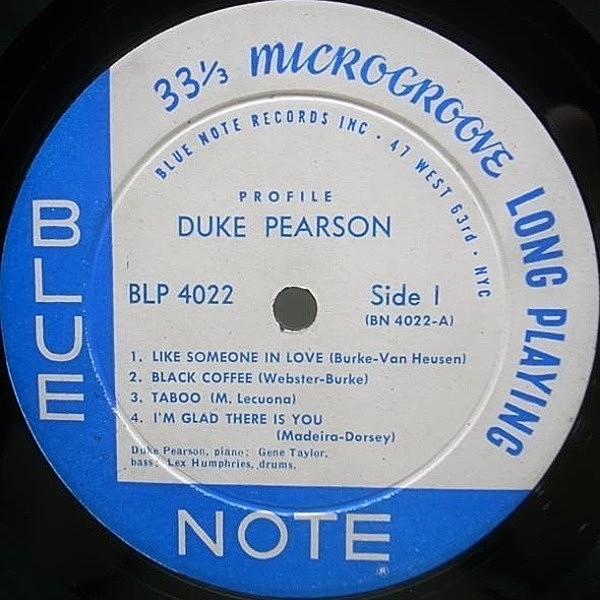 33⅓ MICROGROOVE LONG PLAYING
BLUE NOTE RECORDS INC • 47 WEST 63rd • NYC
PROFILE
DUKE PEARSON
BLP 4022
Side 1
(BN 4022-A)
1. LIKE SOMEONE IN LOVE (Burke-Van Heusen)
2. BLACK COFFEE (Webster-Burke)
3. TABOO (M. Lecuona)
4. I'M GLAD THERE IS YOU
(Madeira-Dorsey)
Duke Pearson, piano; Gene Taylor,
bass; Lex Humphries, drums.
BLUE
NOTE
®